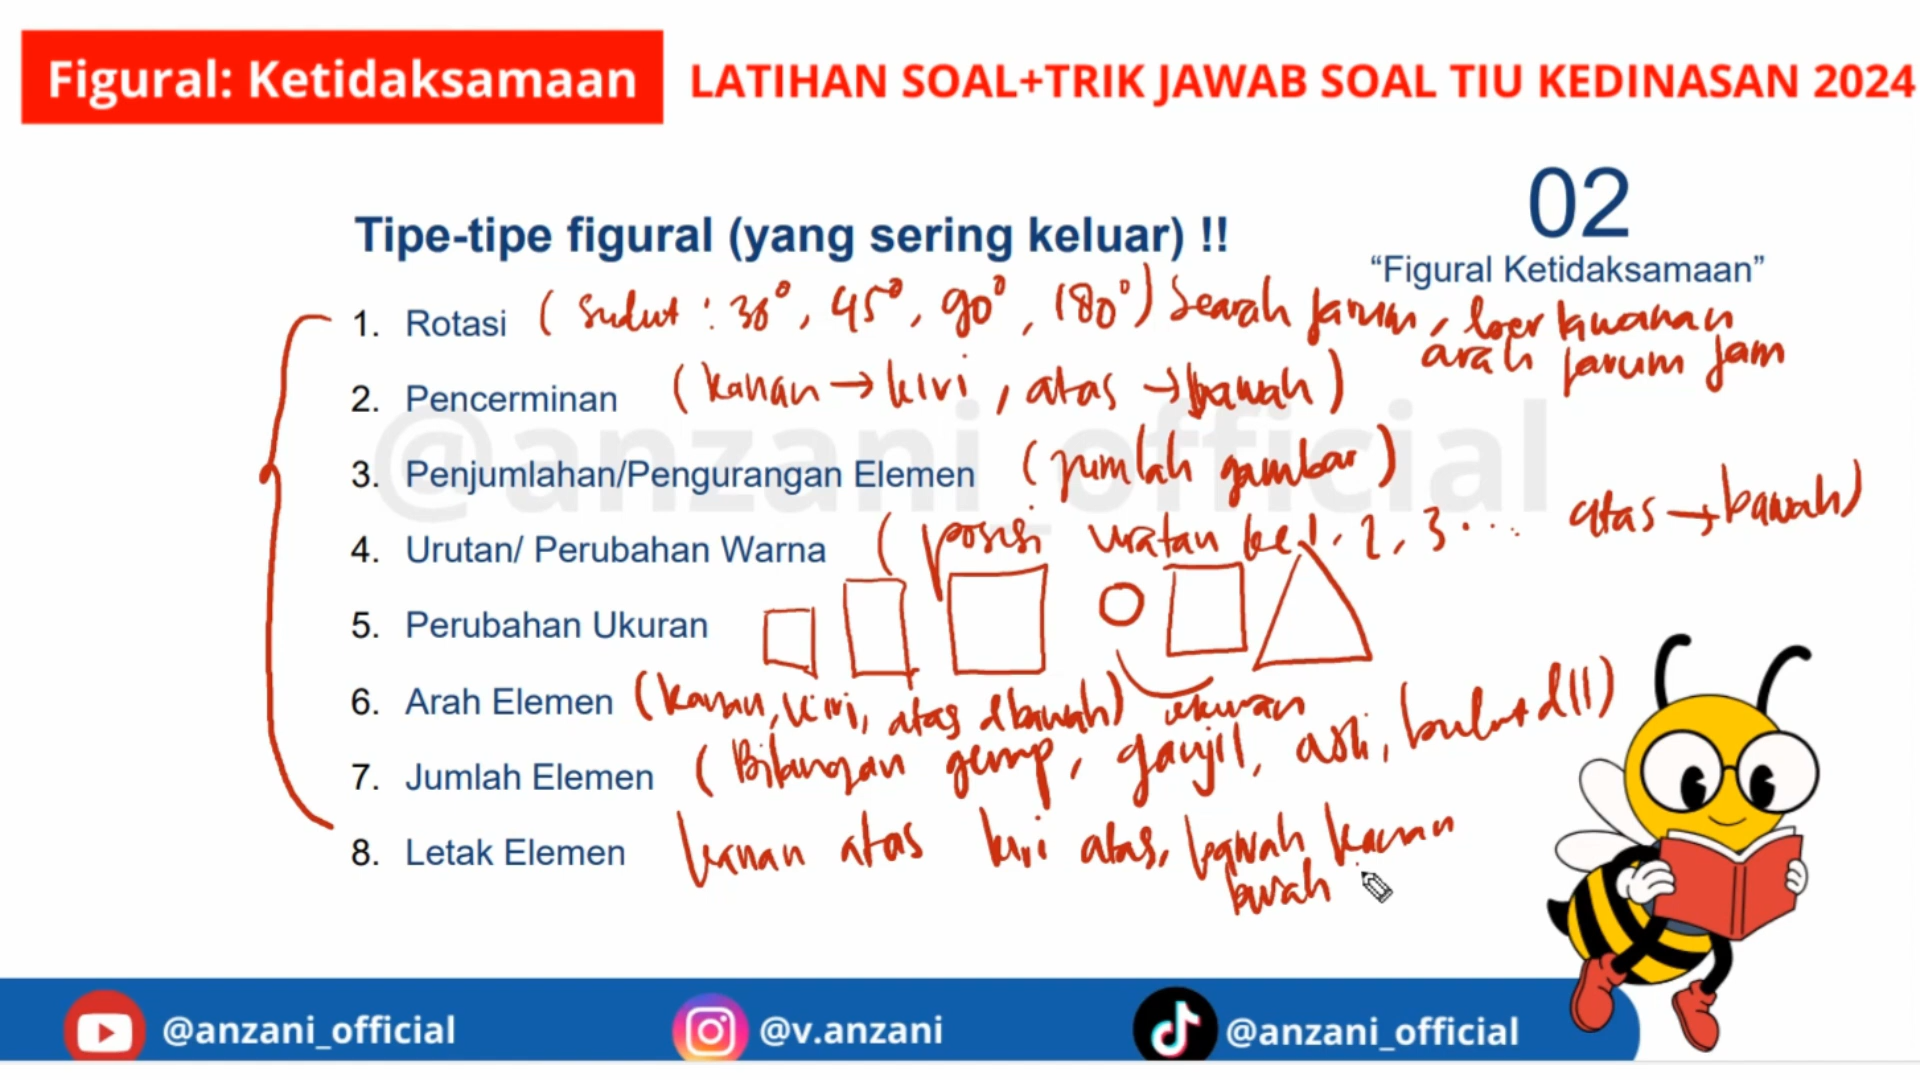 Figural: Ketidaksamaan LATIHAN SOAL+TRIK JAWAB SOAL TIU KEDINASAN 2024
02
“Figural Ketidaksamaan”
Tipe-tipe figural (yang sering keluar) !!
1. Rotasi ( Sudut : 30°, 45°, 90°, 180° ) Searah jarum,
arah jarum jam
2. Pencerminan (kanan → kiri, atas → bawah)
@anzani_official
3. Penjumlahan/Pengurangan Elemen (jumlah gambar)
4. Urutan/ Perubahan Warna ( posisi uratan ke 1, 2, 3 ... atas → bawah)
5. Perubahan Ukuran
ukuran
6. Arah Elemen (kanan, kiri, atas & bawah)
7. Jumlah Elemen (Bilangan genap, ganjil, asli, bulat dll)
8. Letak Elemen kanan atas kiri atas, bawah kanan
@anzani_official @v.anzani @anzani_official